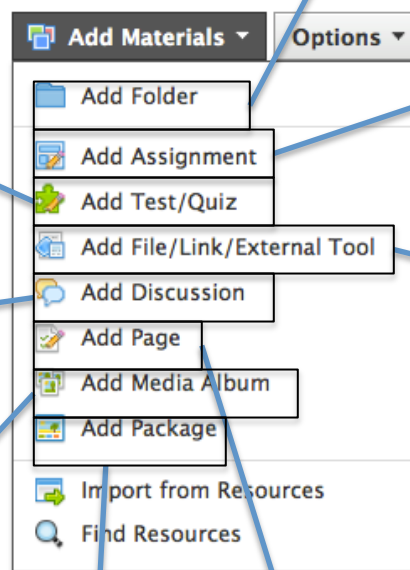 Add Materials Options
Add Folder
Add Assignment
Add Test/Quiz
Add File/Link/External Tool
Add Discussion
Add Page
Add Media Album
Add Package
Import from Resources
Find Resources